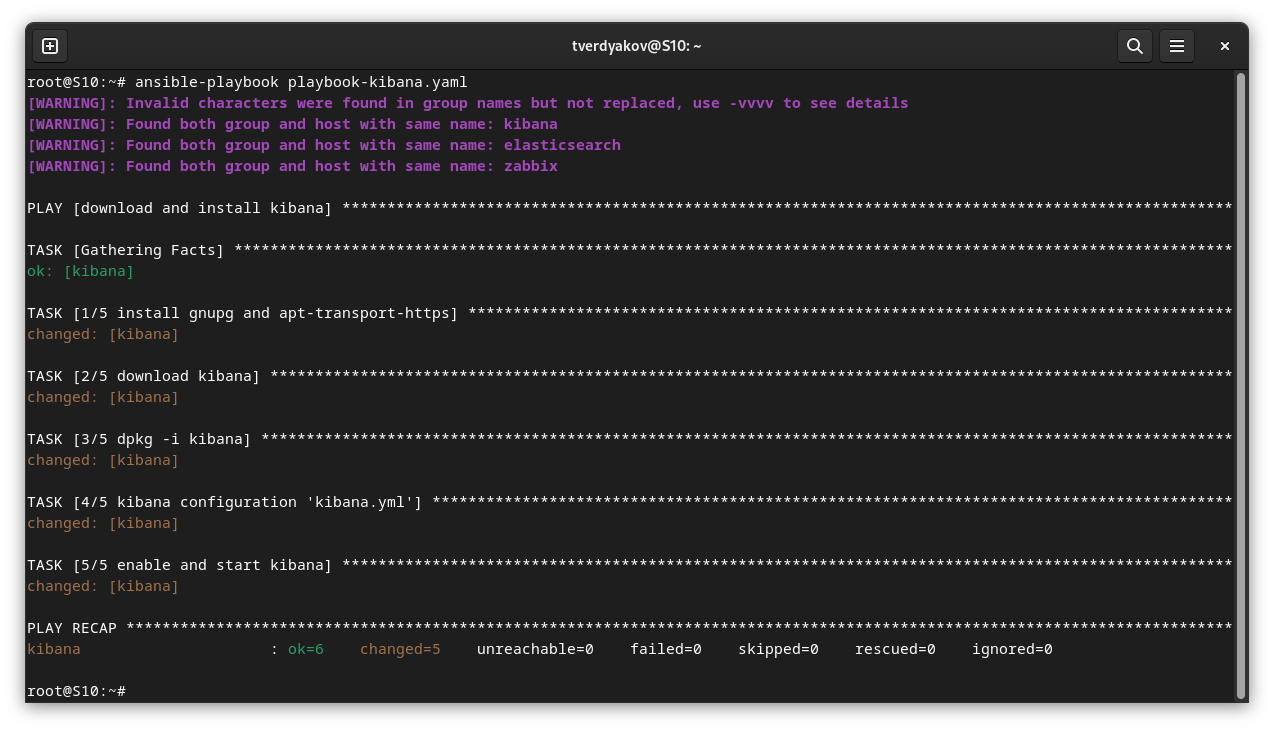 tverdyakov@S10: ~
root@S10:~# ansible-playbook playbook-kibana.yaml
[WARNING]: Invalid characters were found in group names but not replaced, use -vvvv to see details
[WARNING]: Found both group and host with same name: kibana
[WARNING]: Found both group and host with same name: elasticsearch
[WARNING]: Found both group and host with same name: zabbix
PLAY [download and install kibana] ***************************************************************************************************
TASK [Gathering Facts] ***************************************************************************************************************
ok: [kibana]
TASK [1/5 install gnupg and apt-transport-https] *************************************************************************************
changed: [kibana]
TASK [2/5 download kibana] ***********************************************************************************************************
changed: [kibana]
TASK [3/5 dpkg -i kibana] ************************************************************************************************************
changed: [kibana]
TASK [4/5 kibana configuration 'kibana.yml'] *****************************************************************************************
changed: [kibana]
TASK [5/5 enable and start kibana] ***************************************************************************************************
changed: [kibana]
PLAY RECAP ***************************************************************************************************************************
kibana                     : ok=6    changed=5    unreachable=0    failed=0    skipped=0    rescued=0    ignored=0
root@S10:~#